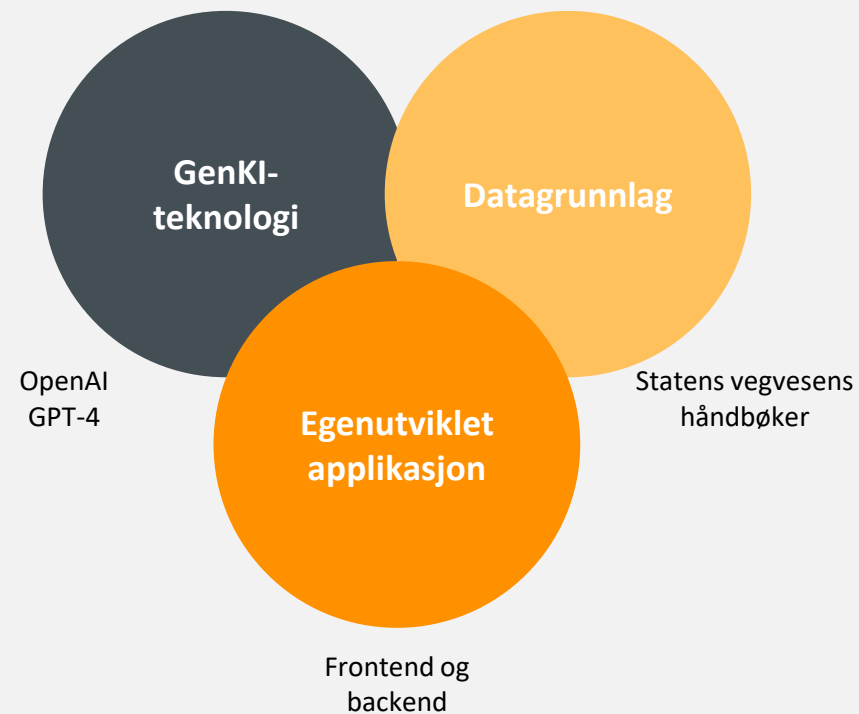 GenKI-
teknologi
Datagrunnlag
OpenAI
GPT-4
Statens vegvesens
håndbøker
Egenutviklet
applikasjon
Frontend og
backend